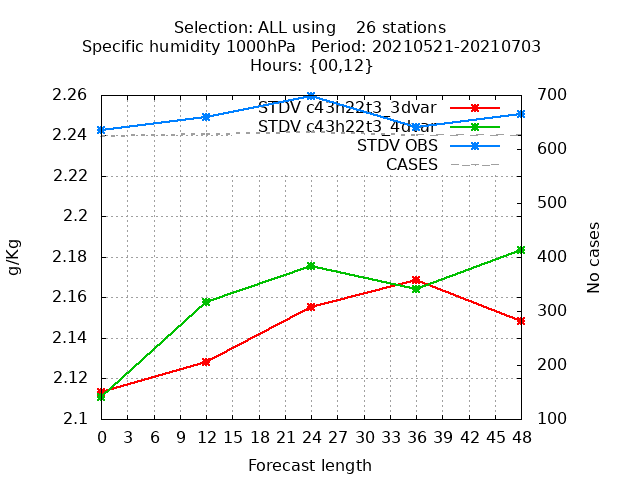 Selection: ALL using    26 stations
Specific humidity 1000hPa   Period: 20210521-20210703
Hours: {00,12}
2.26
2.24
2.22
2.2
2.18
2.16
2.14
2.12
2.1
g/Kg
STDV c43h22t3_3dvar
STDV c43h22t3_4dvar
STDV OBS
CASES
700
600
500
400
300
200
100
No cases
0 3 6 9 12 15 18 21 24 27 30 33 36 39 42 45 48
Forecast length